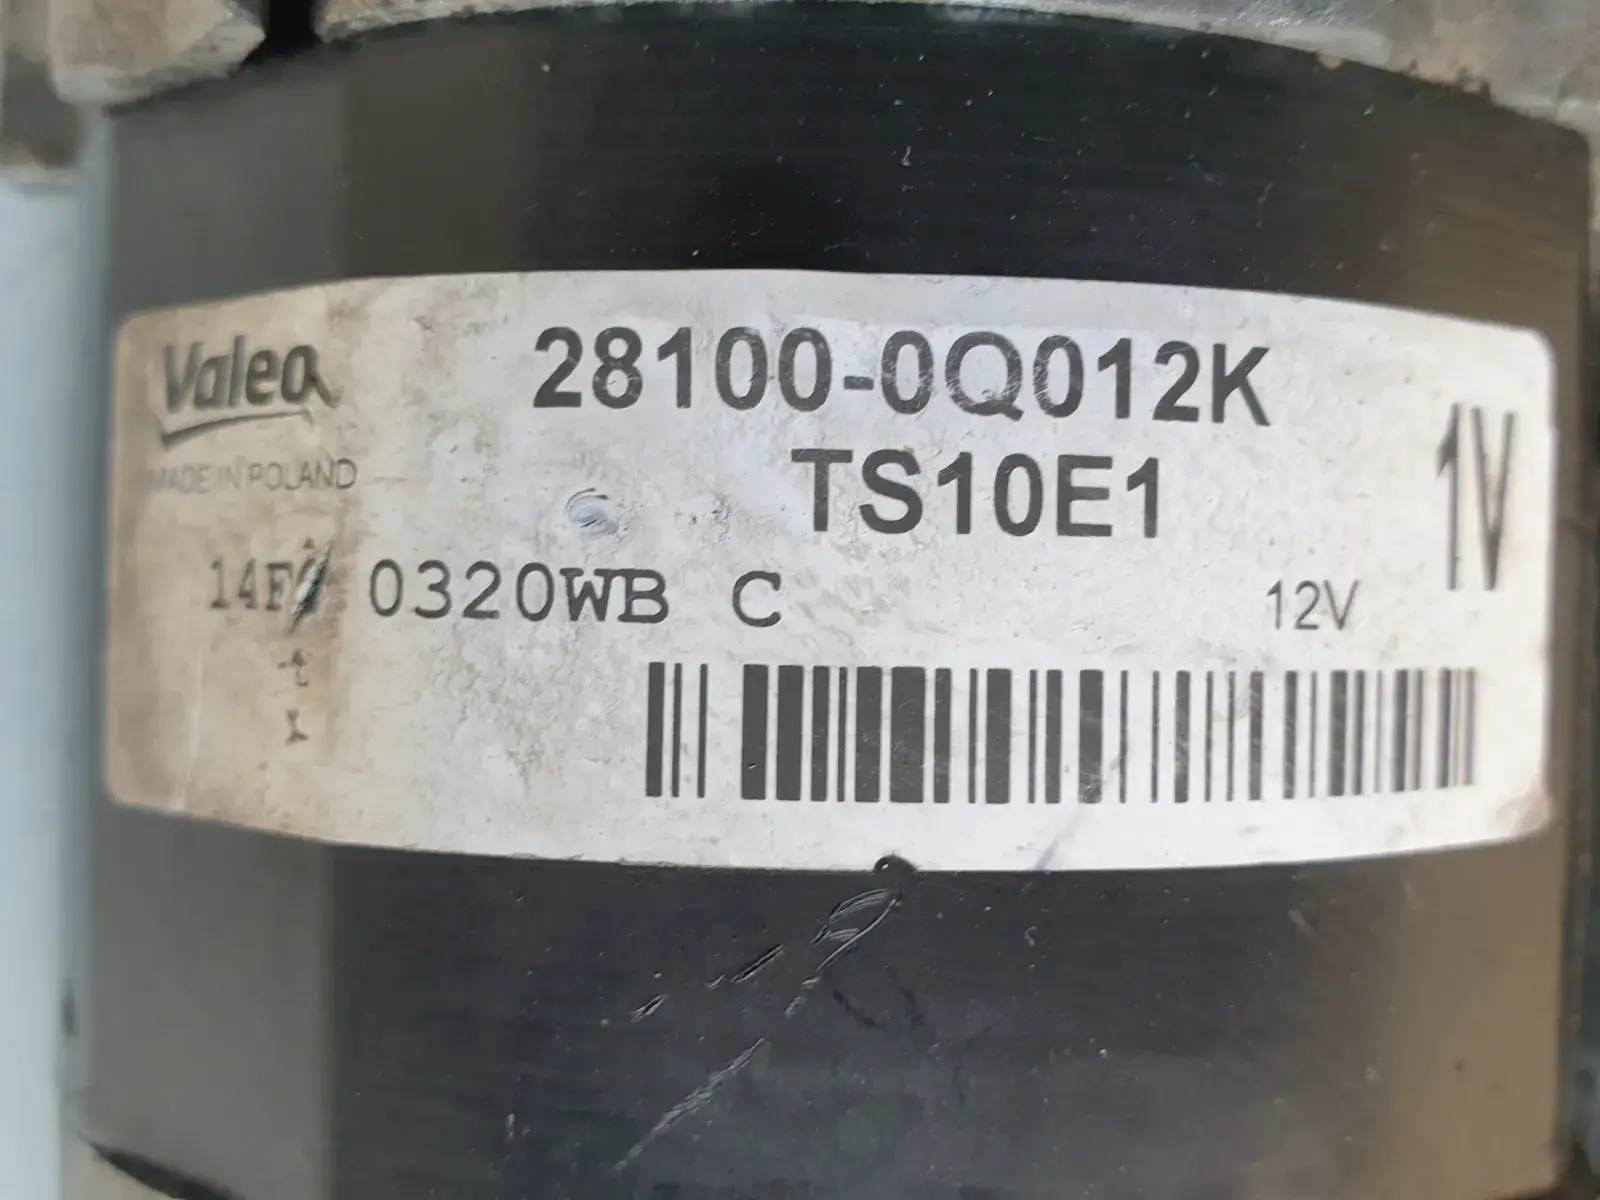 Valeo
28100-0Q012K
MADE IN POLAND
TS10E1
1V
0320WB C
12V